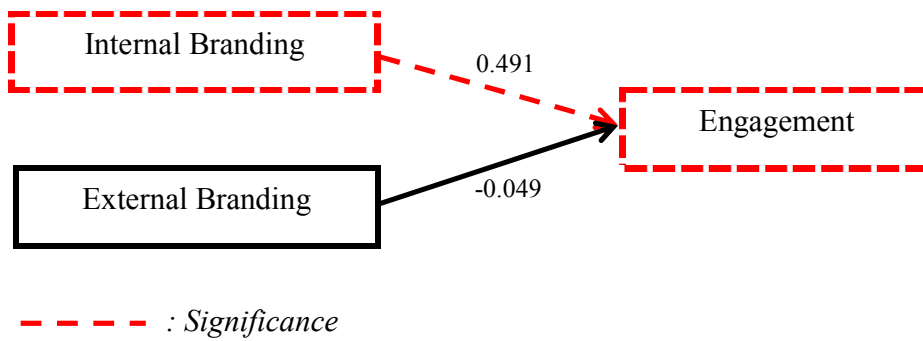 Internal Branding
0.491
Engagement
External Branding
-0.049
: Significance